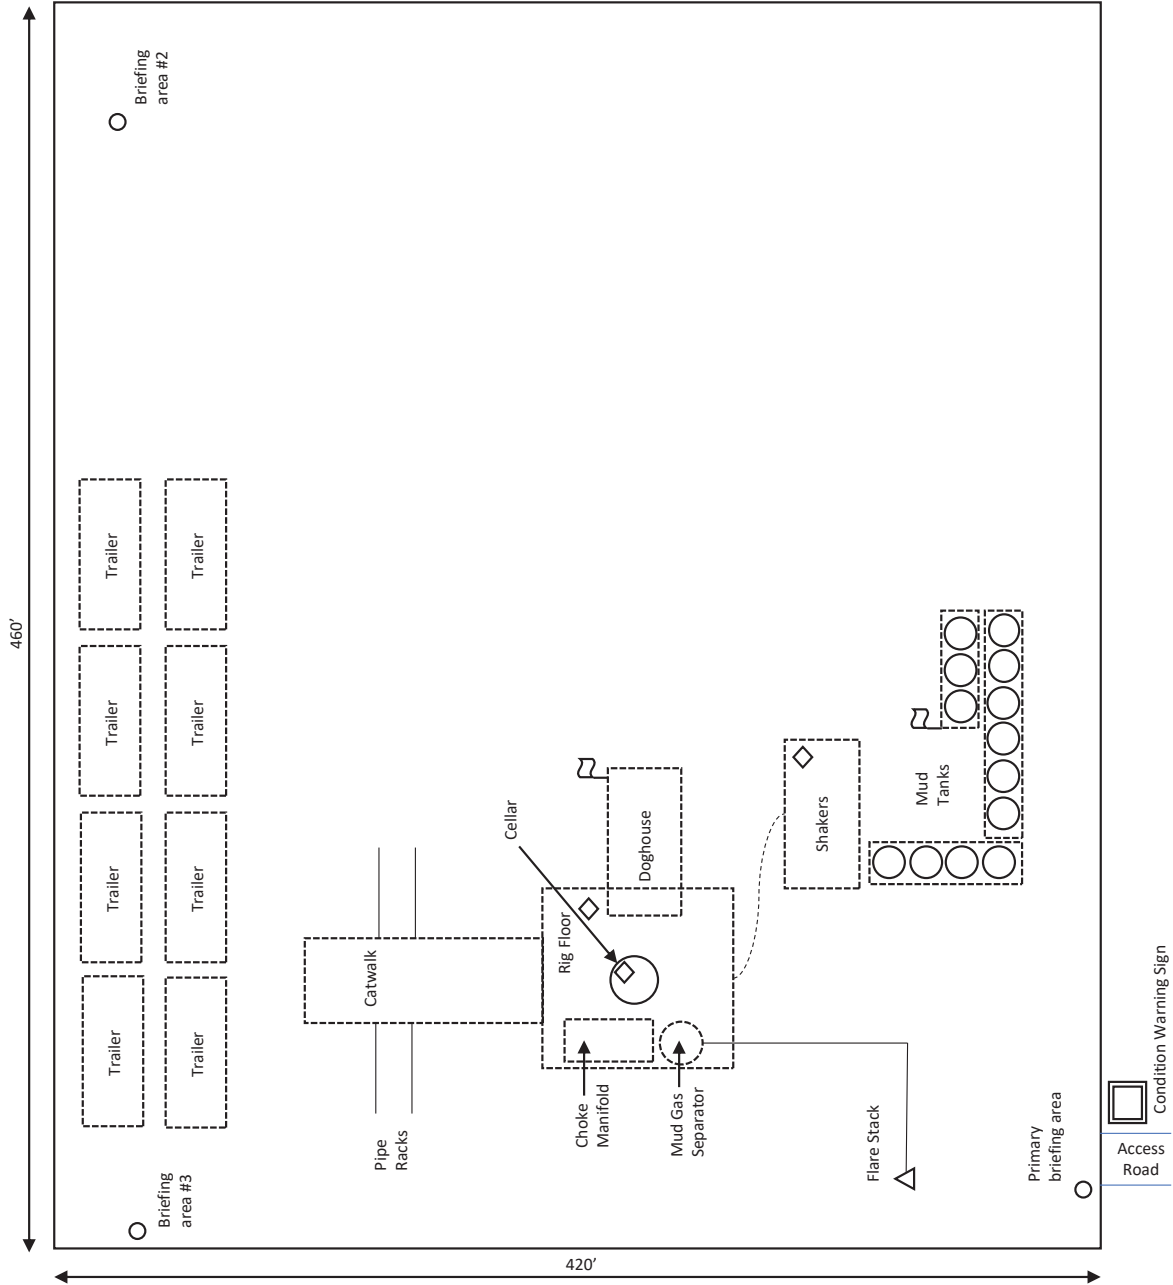 Briefing
area #2
460’
Trailer
Trailer
Trailer
Trailer
Trailer
Trailer
Trailer
Trailer
Cellar
Doghouse
Shakers
Mud
Tanks
Rig Floor
Catwalk
Pipe
Racks
Choke
Manifold
Mud Gas
Separator
Flare Stack
Briefing
area #3
Primary
briefing area
Condition Warning Sign
Access
Road
420’